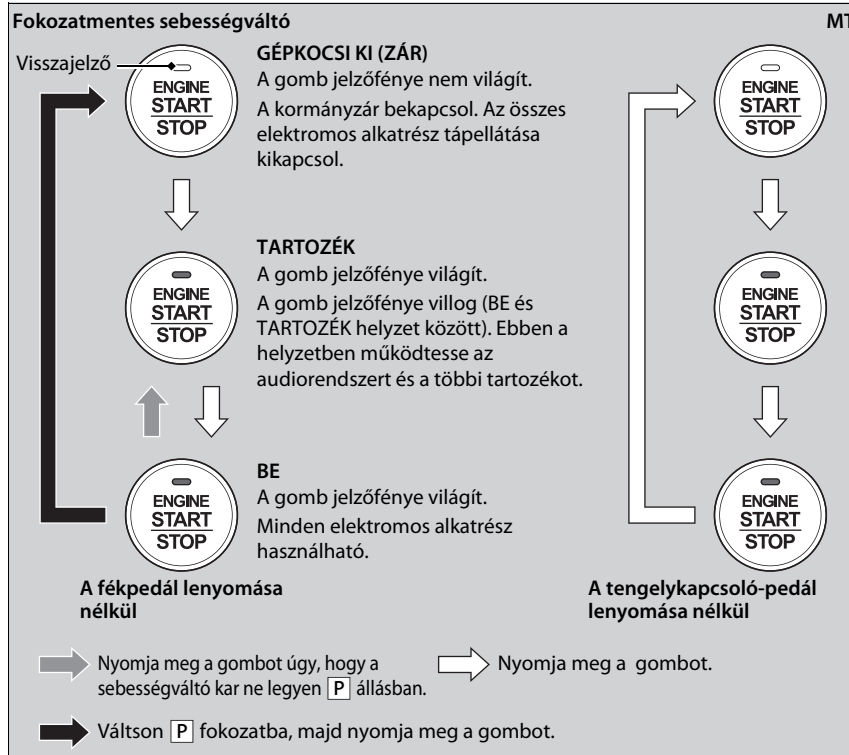 Fokozatmentes sebességváltó
MT
Visszajelző
ENGINE
START
STOP
GÉPKOCSI KI (ZÁR)
A gomb jelzőfénye nem világít.
A kormányzár bekapcsol. Az összes
elektromos alkatrész tápellátása
kikapcsol.
ENGINE
START
STOP
ENGINE
START
STOP
TARTOZÉK
A gomb jelzőfénye világít.
A gomb jelzőfénye villog (BE és
TARTOZÉK helyzet között). Ebben a
helyzetben működtesse az
audiorendszert és a többi tartozékot.
ENGINE
START
STOP
ENGINE
START
STOP
BE
A gomb jelzőfénye világít.
Minden elektromos alkatrész
használható.
ENGINE
START
STOP
A fékpedál lenyomása
nélkül
A tengelykapcsoló-pedál
lenyomása nélkül
Nyomja meg a gombot úgy, hogy a
sebességváltó kar ne legyen P állásban.
Nyomja meg a gombot.
Váltson P fokozatba, majd nyomja meg a gombot.